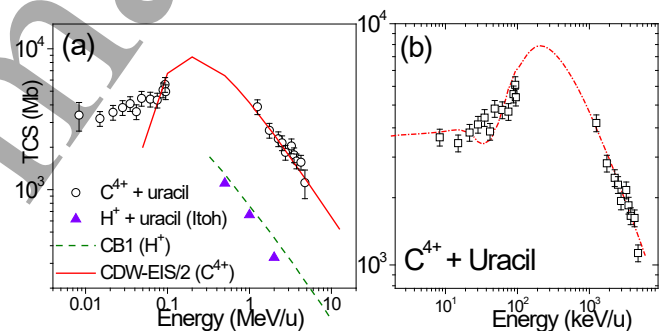 (a)
10⁴
10³
TCS (Mb)
C⁴⁺ + uracil
H⁺ + uracil (Itoh)
CB1 (H⁺)
CDW-EIS/2 (C⁴⁺)
0.01 0.1 1 10
Energy (MeV/u)
(b)
10⁴
10³
C⁴⁺ + Uracil
10¹ 10² 10³
Energy (keV/u)